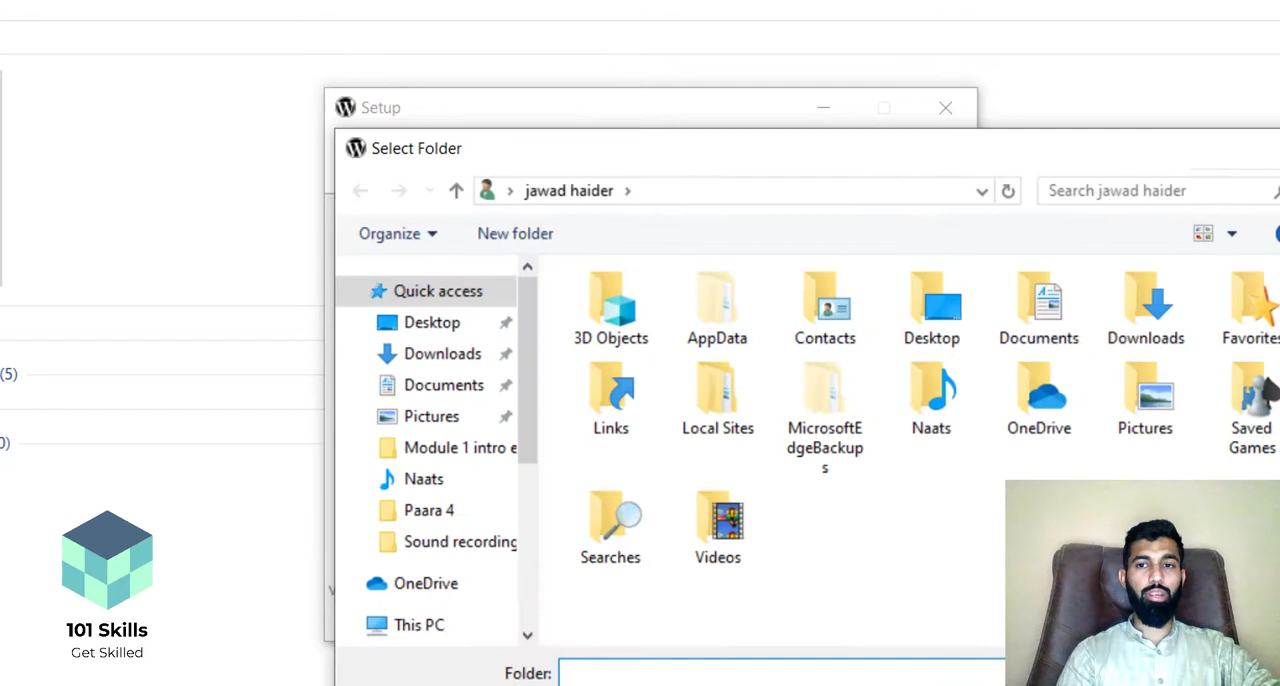 Setup
Select Folder
jawad haider
Search jawad haider
Organize
New folder
Quick access
Desktop
Downloads
Documents
Pictures
Module 1 intro e
Naats
Paara 4
Sound recording
OneDrive
This PC
3D Objects
AppData
Contacts
Desktop
Documents
Downloads
Favorites
Links
Local Sites
MicrosoftE
dgeBackup
s
Naats
OneDrive
Pictures
Saved
Games
Searches
Videos
Folder:
(5)
0)
101 Skills
Get Skilled